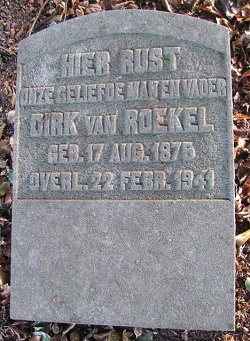 HIER RUST
ONZE GELIEFDE MAN EN VADER
DIRK VAN ROEKEL
GEB. 17 AUG. 1875
OVERL. 22 FEBR. 1941